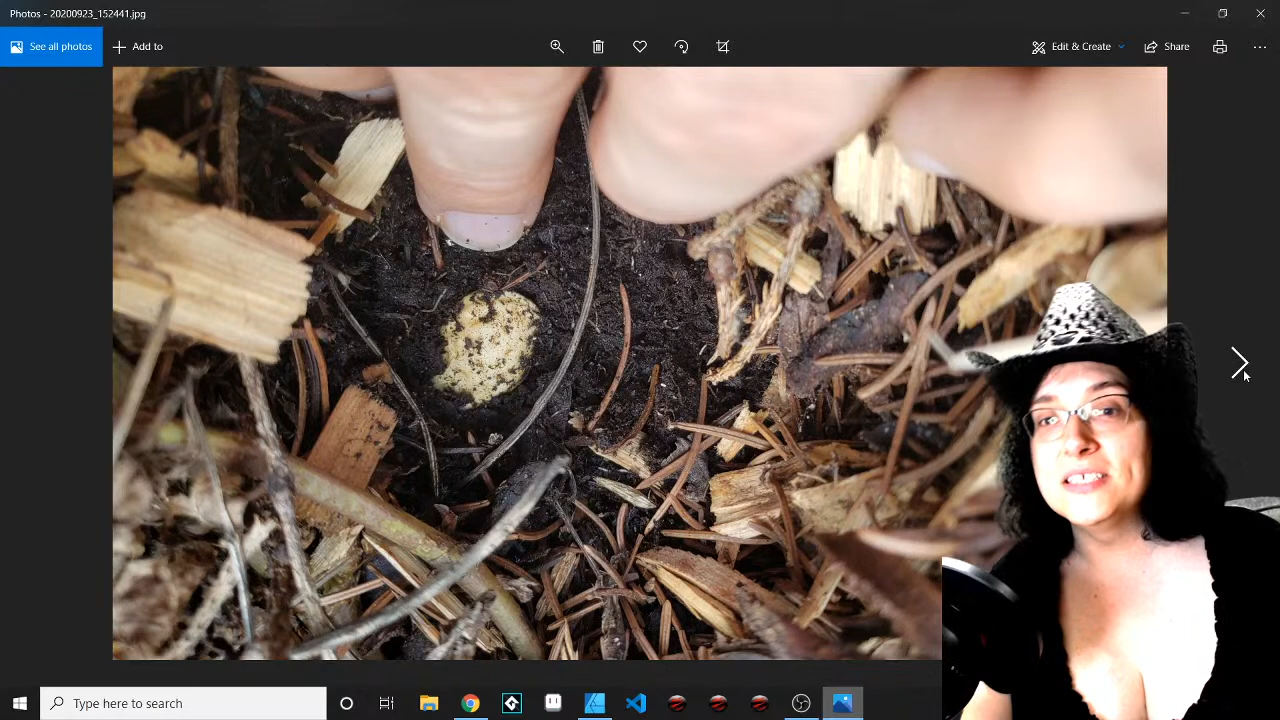 Photos - 20200923_152441.jpg
See all photos
Add to
Edit & Create
Share
Type here to search